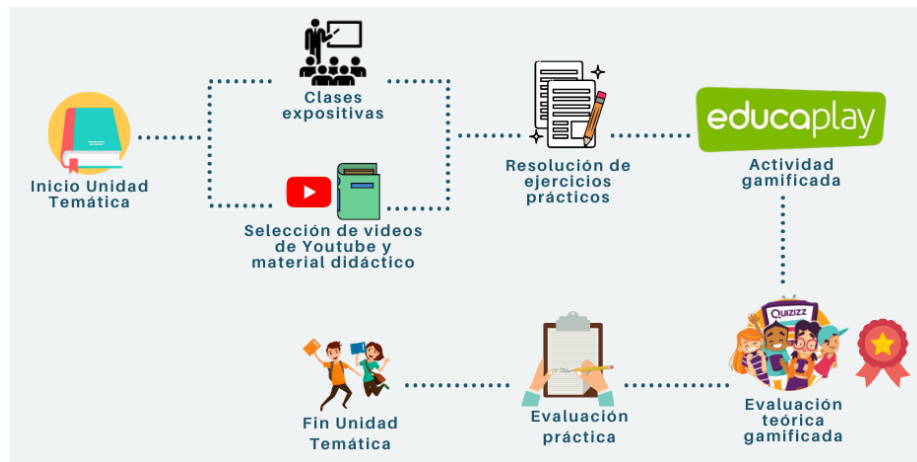 Clases
expositivas
Inicio Unidad
Temática
Selección de videos
de Youtube y
material didáctico
Resolución de
ejercicios
prácticos
educaplay
Actividad
gamificada
Quizizz
Evaluación
teórica
gamificada
Evaluación
práctica
Fin Unidad
Temática